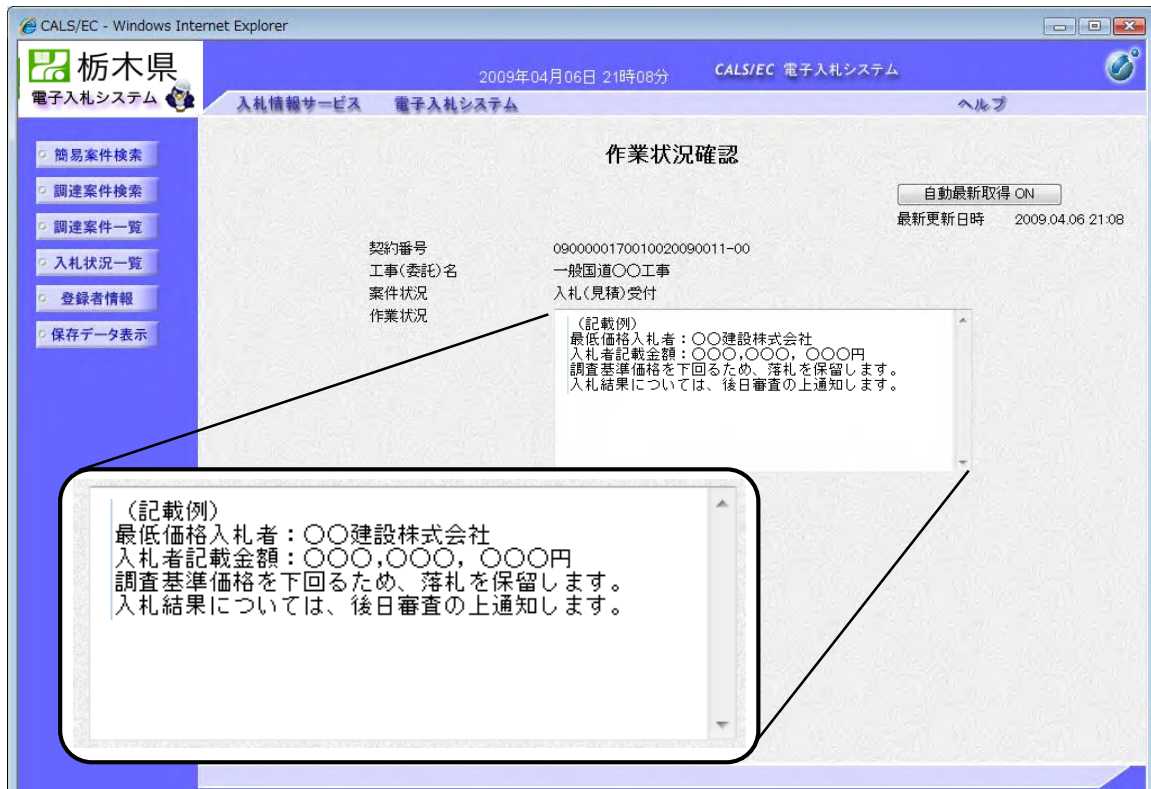 CALS/EC - Windows Internet Explorer
栃木県
電子入札システム
2009年04月06日 21時08分
CALS/EC 電子入札システム
入札情報サービス
電子入札システム
ヘルプ
簡易案件検索
調達案件検索
調達案件一覧
入札状況一覧
登録者情報
保存データ表示
作業状況確認
自動最新取得 ON
最新更新日時 2009.04.06 21:08
契約番号 0900000170010020090011-00
工事(委託)名 一般国道〇〇工事
案件状況 入札(見積)受付
作業状況
(記載例)
最低価格入札者:〇〇建設株式会社
入札者記載金額:〇〇〇,〇〇〇, 〇〇〇円
調査基準価格を下回るため、落札を保留します。
入札結果については、後日審査の上通知します。
(記載例)
最低価格入札者:〇〇建設株式会社
入札者記載金額:〇〇〇,〇〇〇, 〇〇〇円
調査基準価格を下回るため、落札を保留します。
入札結果については、後日審査の上通知します。